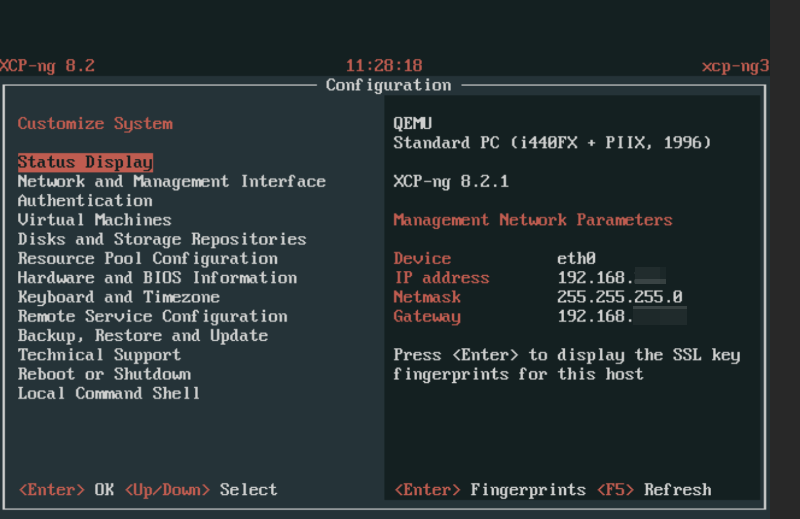 XCP-ng 8.2 11:28:18 xcp-ng3
Configuration
Customize System
Status Display
Network and Management Interface
Authentication
Virtual Machines
Disks and Storage Repositories
Resource Pool Configuration
Hardware and BIOS Information
Keyboard and Timezone
Remote Service Configuration
Backup, Restore and Update
Technical Support
Reboot or Shutdown
Local Command Shell
<Enter> OK <Up/Down> Select
QEMU
Standard PC (i440FX + PIIX, 1996)
XCP-ng 8.2.1
Management Network Parameters
Device eth0
IP address 192.168.
Netmask 255.255.255.0
Gateway 192.168.
Press <Enter> to display the SSL key
fingerprints for this host
<Enter> Fingerprints <F5> Refresh